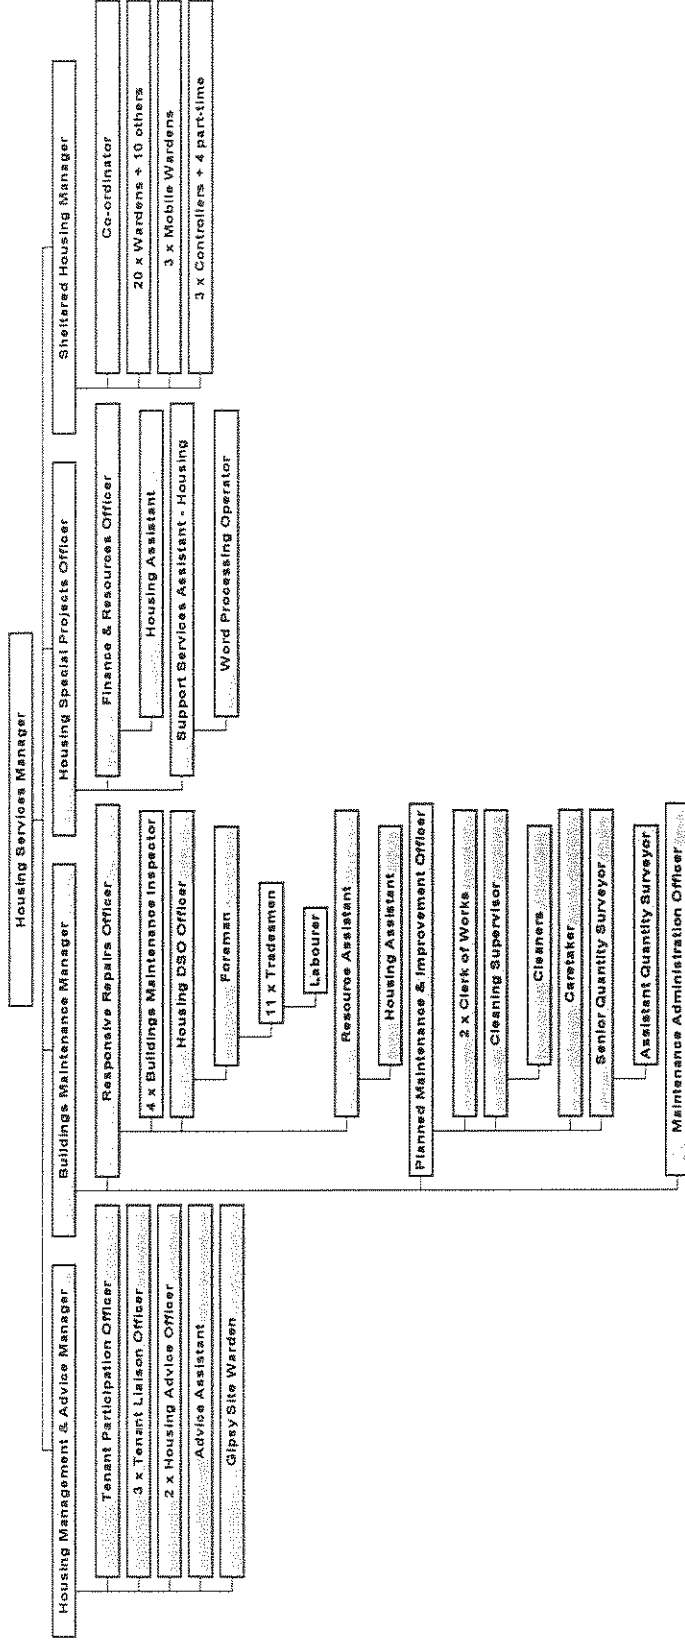 Housing Services Manager
Housing Management & Advice Manager
Tenant Participation Officer
3 x Tenant Liaison Officer
2 x Housing Advice Officer
Advice Assistant
Gipsy Site Warden
Buildings Maintenance Manager
Responsive Repairs Officer
4 x Buildings Maintenance Inspector
Housing DSO Officer
Foreman
11 x Tradesmen
Labourer
Resource Assistant
Housing Assistant
Planned Maintenance & Improvement Officer
2 x Clerk of Works
Cleaning Supervisor
Cleaners
Caretaker
Senior Quantity Surveyor
Assistant Quantity Surveyor
Maintenance Administration Officer
Housing Special Projects Officer
Finance & Resources Officer
Housing Assistant
Support Services Assistant - Housing
Word Processing Operator
Sheltered Housing Manager
Co-ordinator
20 x Wardens + 10 others
3 x Mobile Wardens
3 x Controllers + 4 part-time